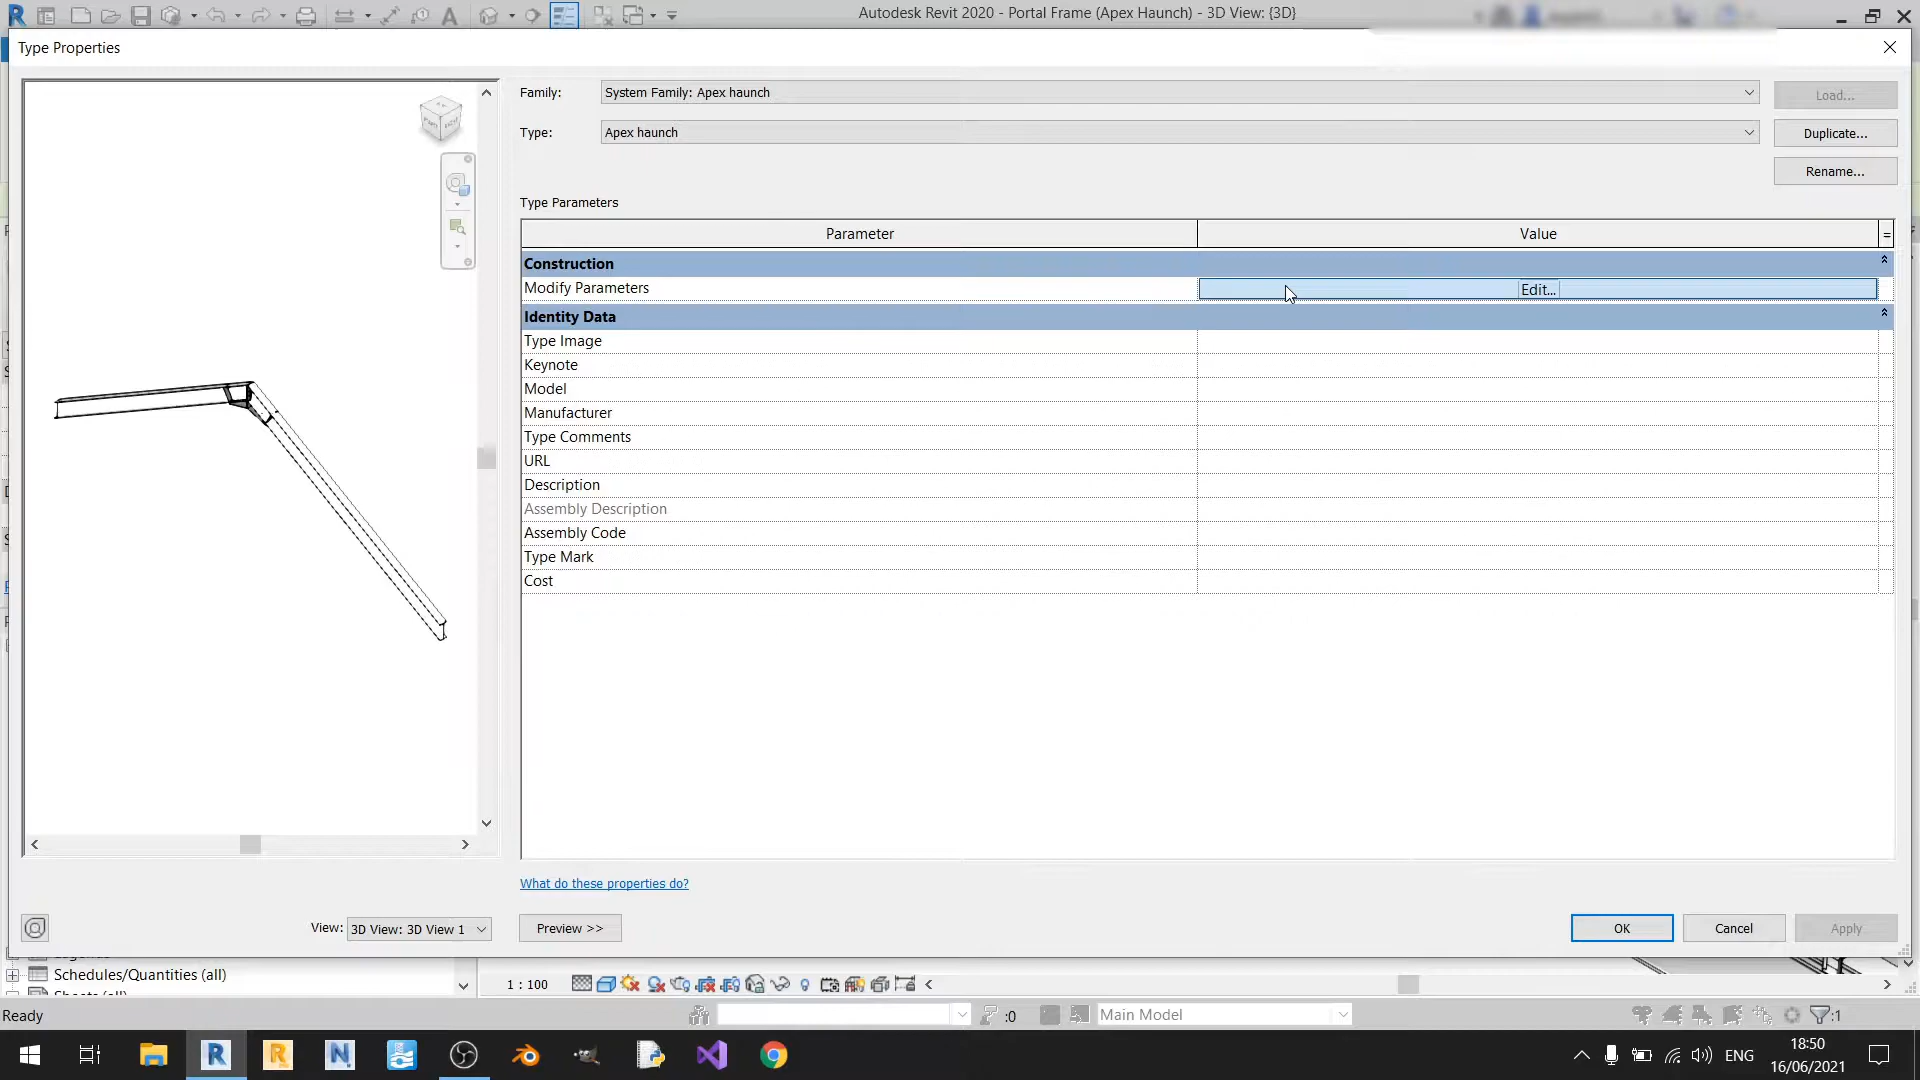 Autodesk Revit 2020 - Portal Frame (Apex Haunch) - 3D View: {3D}
Type Properties
Family:
System Family: Apex haunch
Load...
Type:
Apex haunch
Duplicate...
Rename...
Type Parameters
Parameter
Value
=
Construction
Modify Parameters
Edit...
Identity Data
Type Image
Keynote
Model
Manufacturer
Type Comments
URL
Description
Assembly Description
Assembly Code
Type Mark
Cost
What do these properties do?
View:
3D View: 3D View 1
Preview >>
OK
Cancel
Apply
Schedules/Quantities (all)
1 : 100
Ready
:0
Main Model
:1
ENG
18:50
16/06/2021